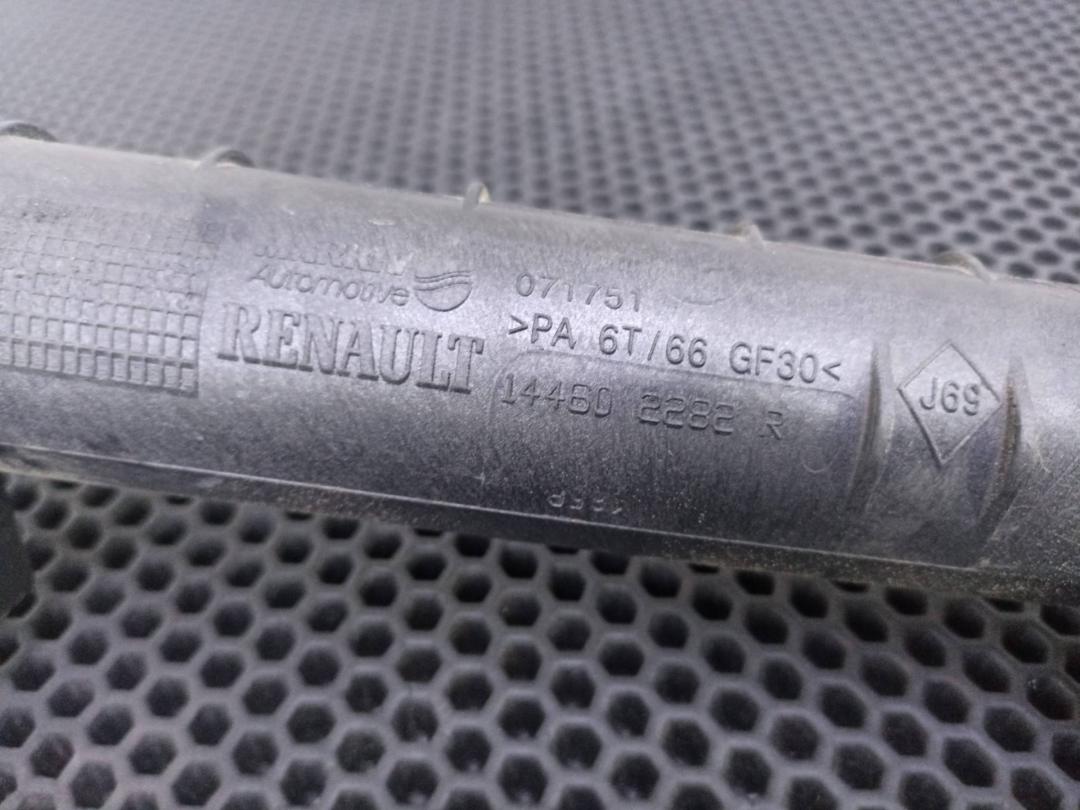 Automotive
RENAULT
071751
>PA 6T/66 GF30<
14460 2282 R
J69